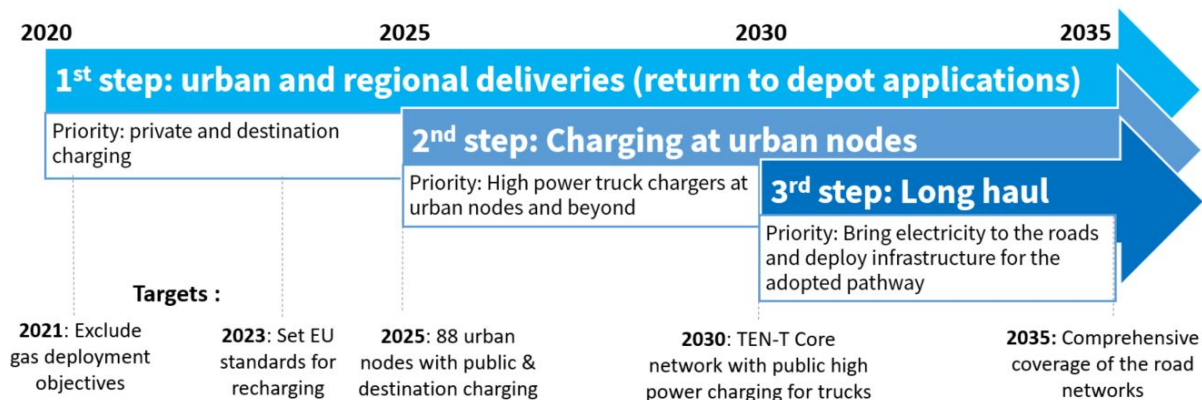 2020 2025 2030 2035
1st step: urban and regional deliveries (return to depot applications)
Priority: private and destination
charging
2nd step: Charging at urban nodes
Priority: High power truck chargers at
urban nodes and beyond
3rd step: Long haul
Priority: Bring electricity to the roads
and deploy infrastructure for the
adopted pathway
Targets :
2021: Exclude
gas deployment
objectives
2023: Set EU
standards for
recharging
2025: 88 urban
nodes with public &
destination charging
2030: TEN-T Core
network with public high
power charging for trucks
2035: Comprehensive
coverage of the road
networks